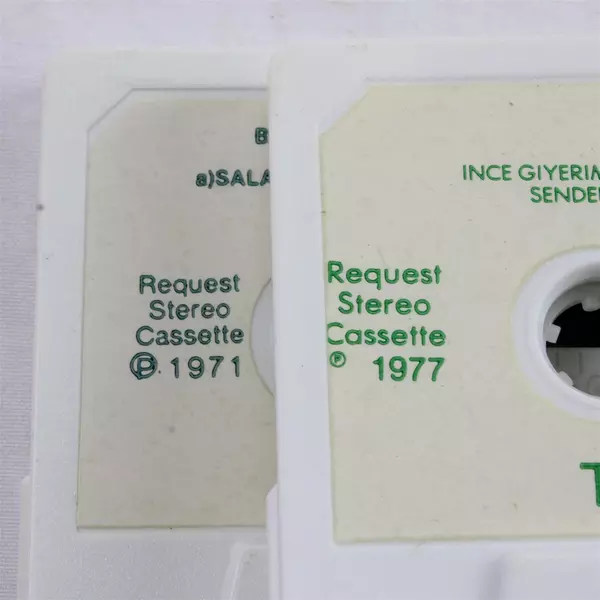 a)SALA
Request
Stereo
Cassette
Ⓟ 1971
INCE GIYERIM
SENDE
Request
Stereo
Cassette
℗ 1977